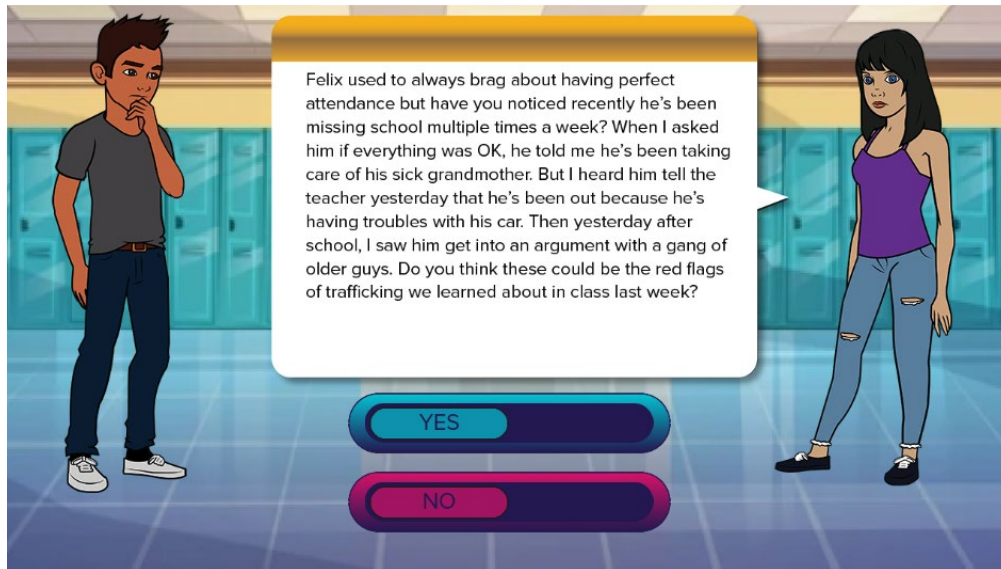 Felix used to always brag about having perfect
attendance but have you noticed recently he's been
missing school multiple times a week? When I asked
him if everything was OK, he told me he's been taking
care of his sick grandmother. But I heard him tell the
teacher yesterday that he's been out because he's
having troubles with his car. Then yesterday after
school, I saw him get into an argument with a gang of
older guys. Do you think these could be the red flags
of trafficking we learned about in class last week?
YES
NO